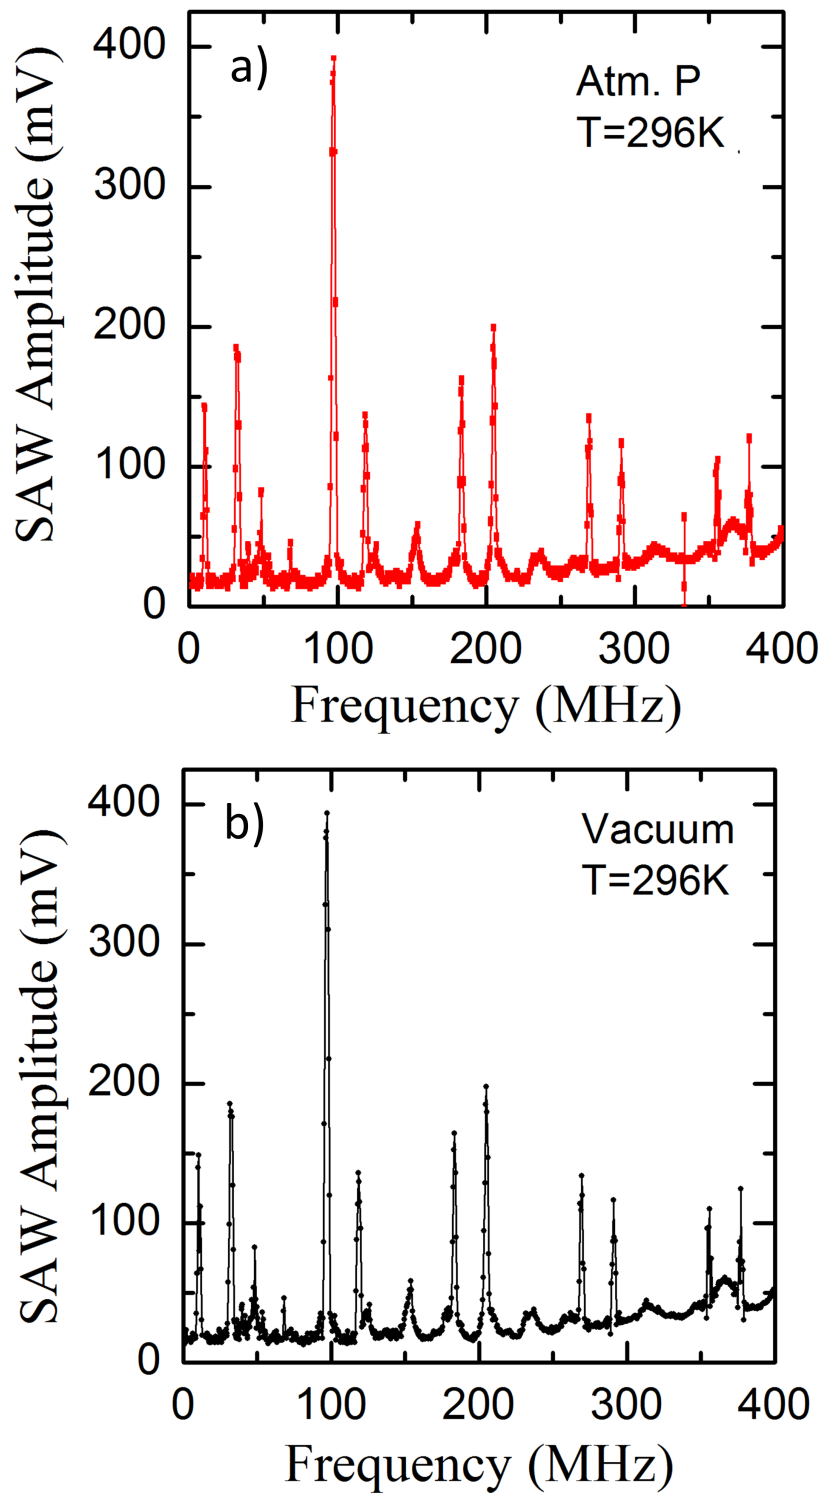 a)
Atm. P
T=296K
SAW Amplitude (mV)
400
300
200
100
0
0 100 200 300 400
Frequency (MHz)
b)
Vacuum
T=296K
SAW Amplitude (mV)
400
300
200
100
0
0 100 200 300 400
Frequency (MHz)